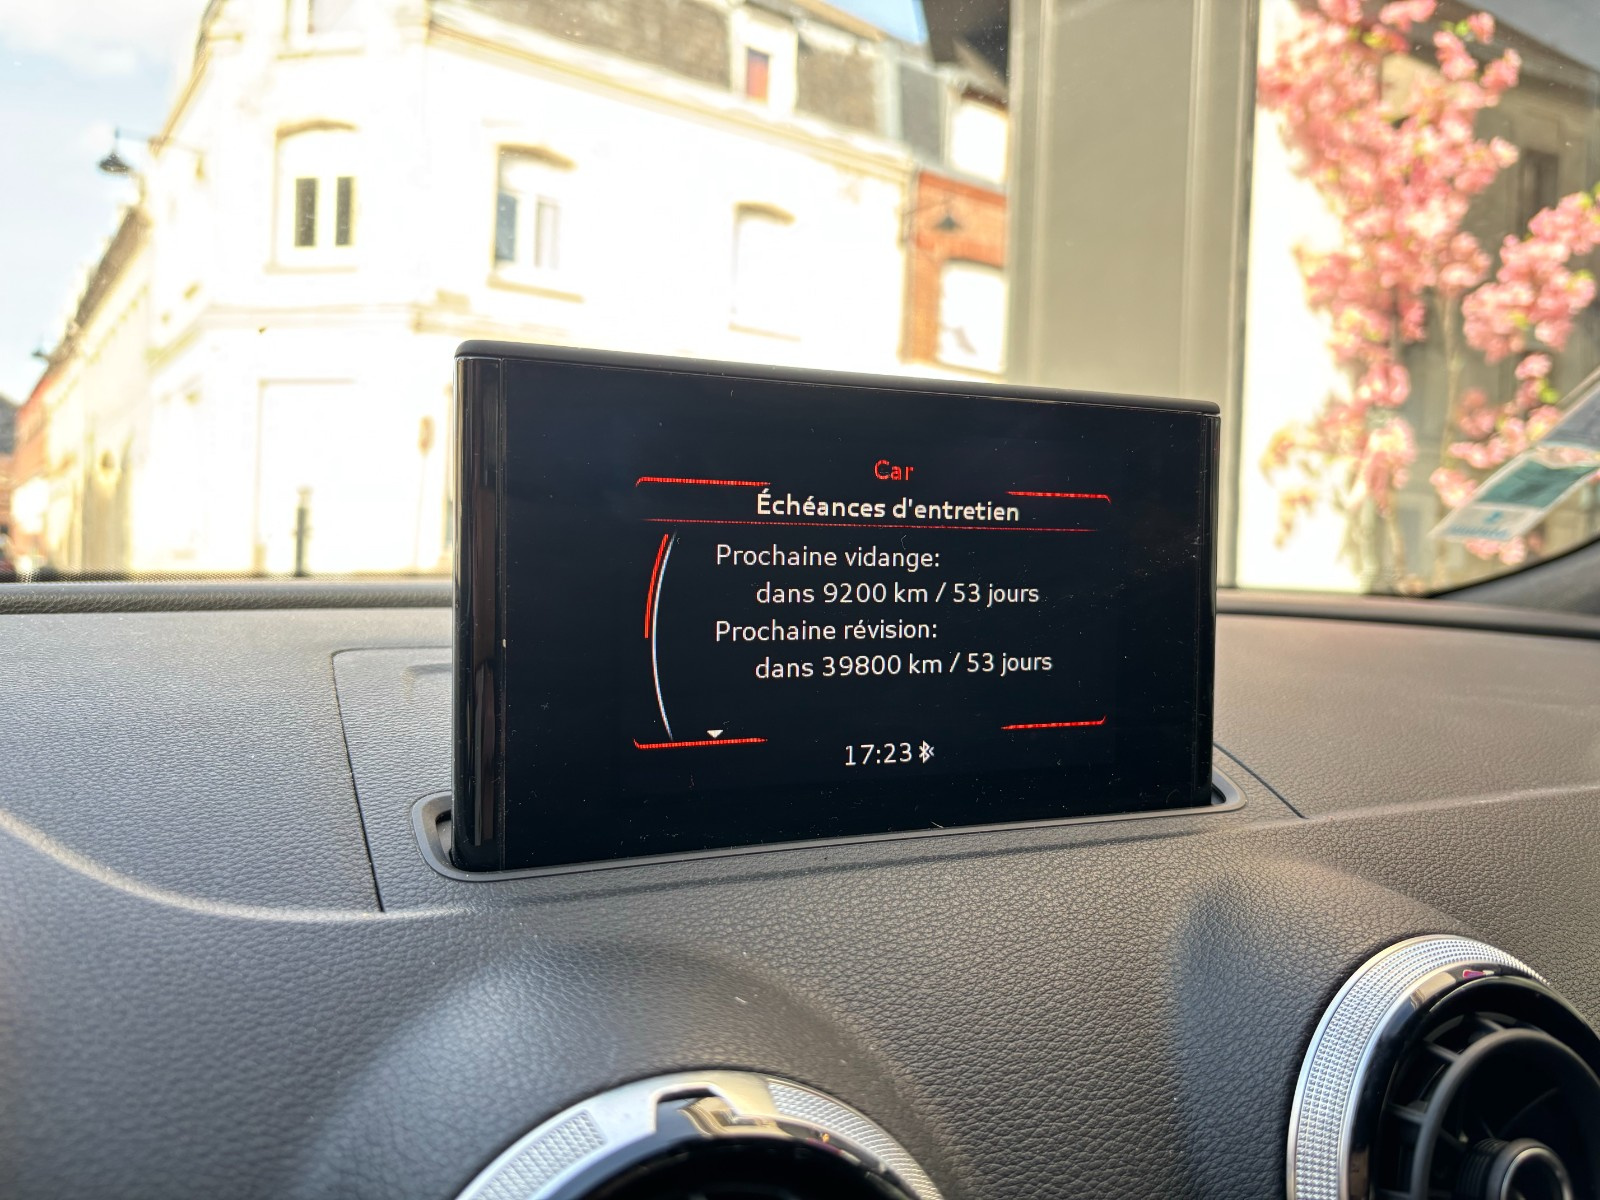 Car
Échéances d'entretien
Prochaine vidange:
dans 9200 km / 53 jours
Prochaine révision:
dans 39800 km / 53 jours
17:23